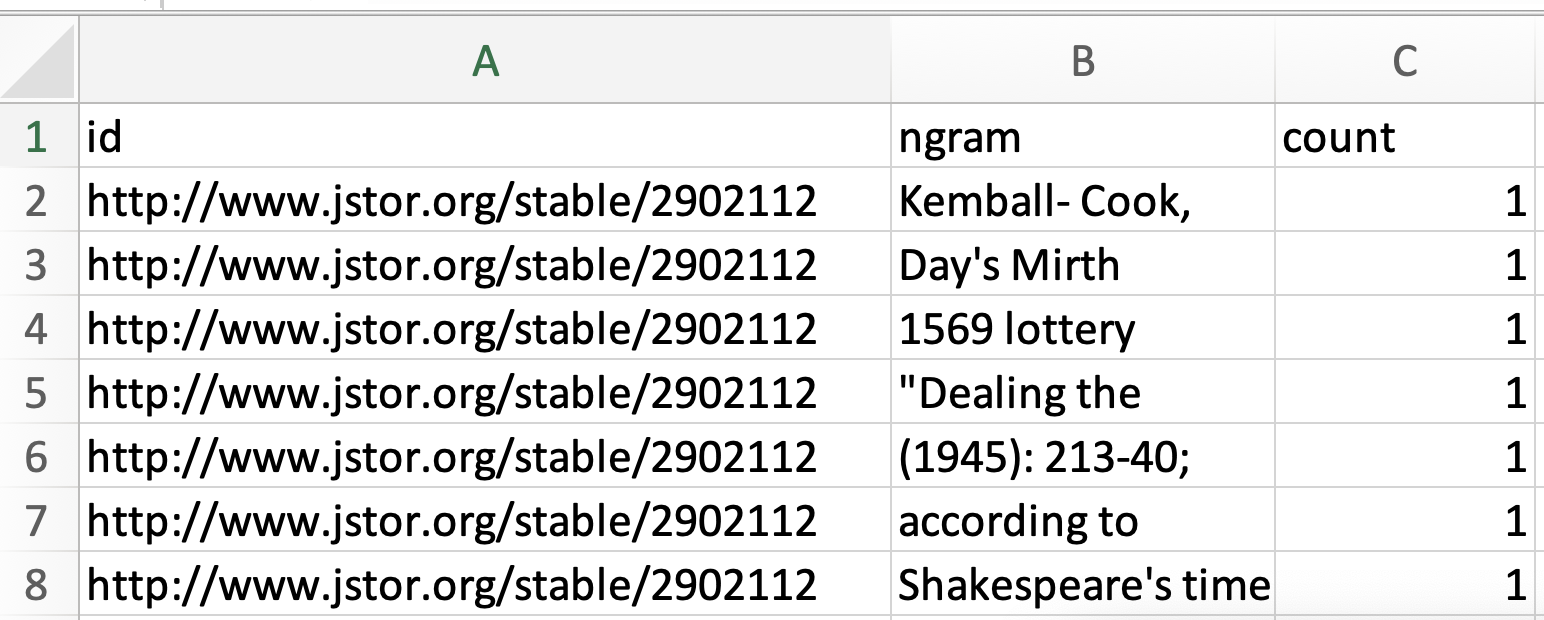 A B C
1 id ngram count
2 http://www.jstor.org/stable/2902112 Kemball- Cook, 1
3 http://www.jstor.org/stable/2902112 Day's Mirth 1
4 http://www.jstor.org/stable/2902112 1569 lottery 1
5 http://www.jstor.org/stable/2902112 "Dealing the 1
6 http://www.jstor.org/stable/2902112 (1945): 213-40; 1
7 http://www.jstor.org/stable/2902112 according to 1
8 http://www.jstor.org/stable/2902112 Shakespeare's time 1